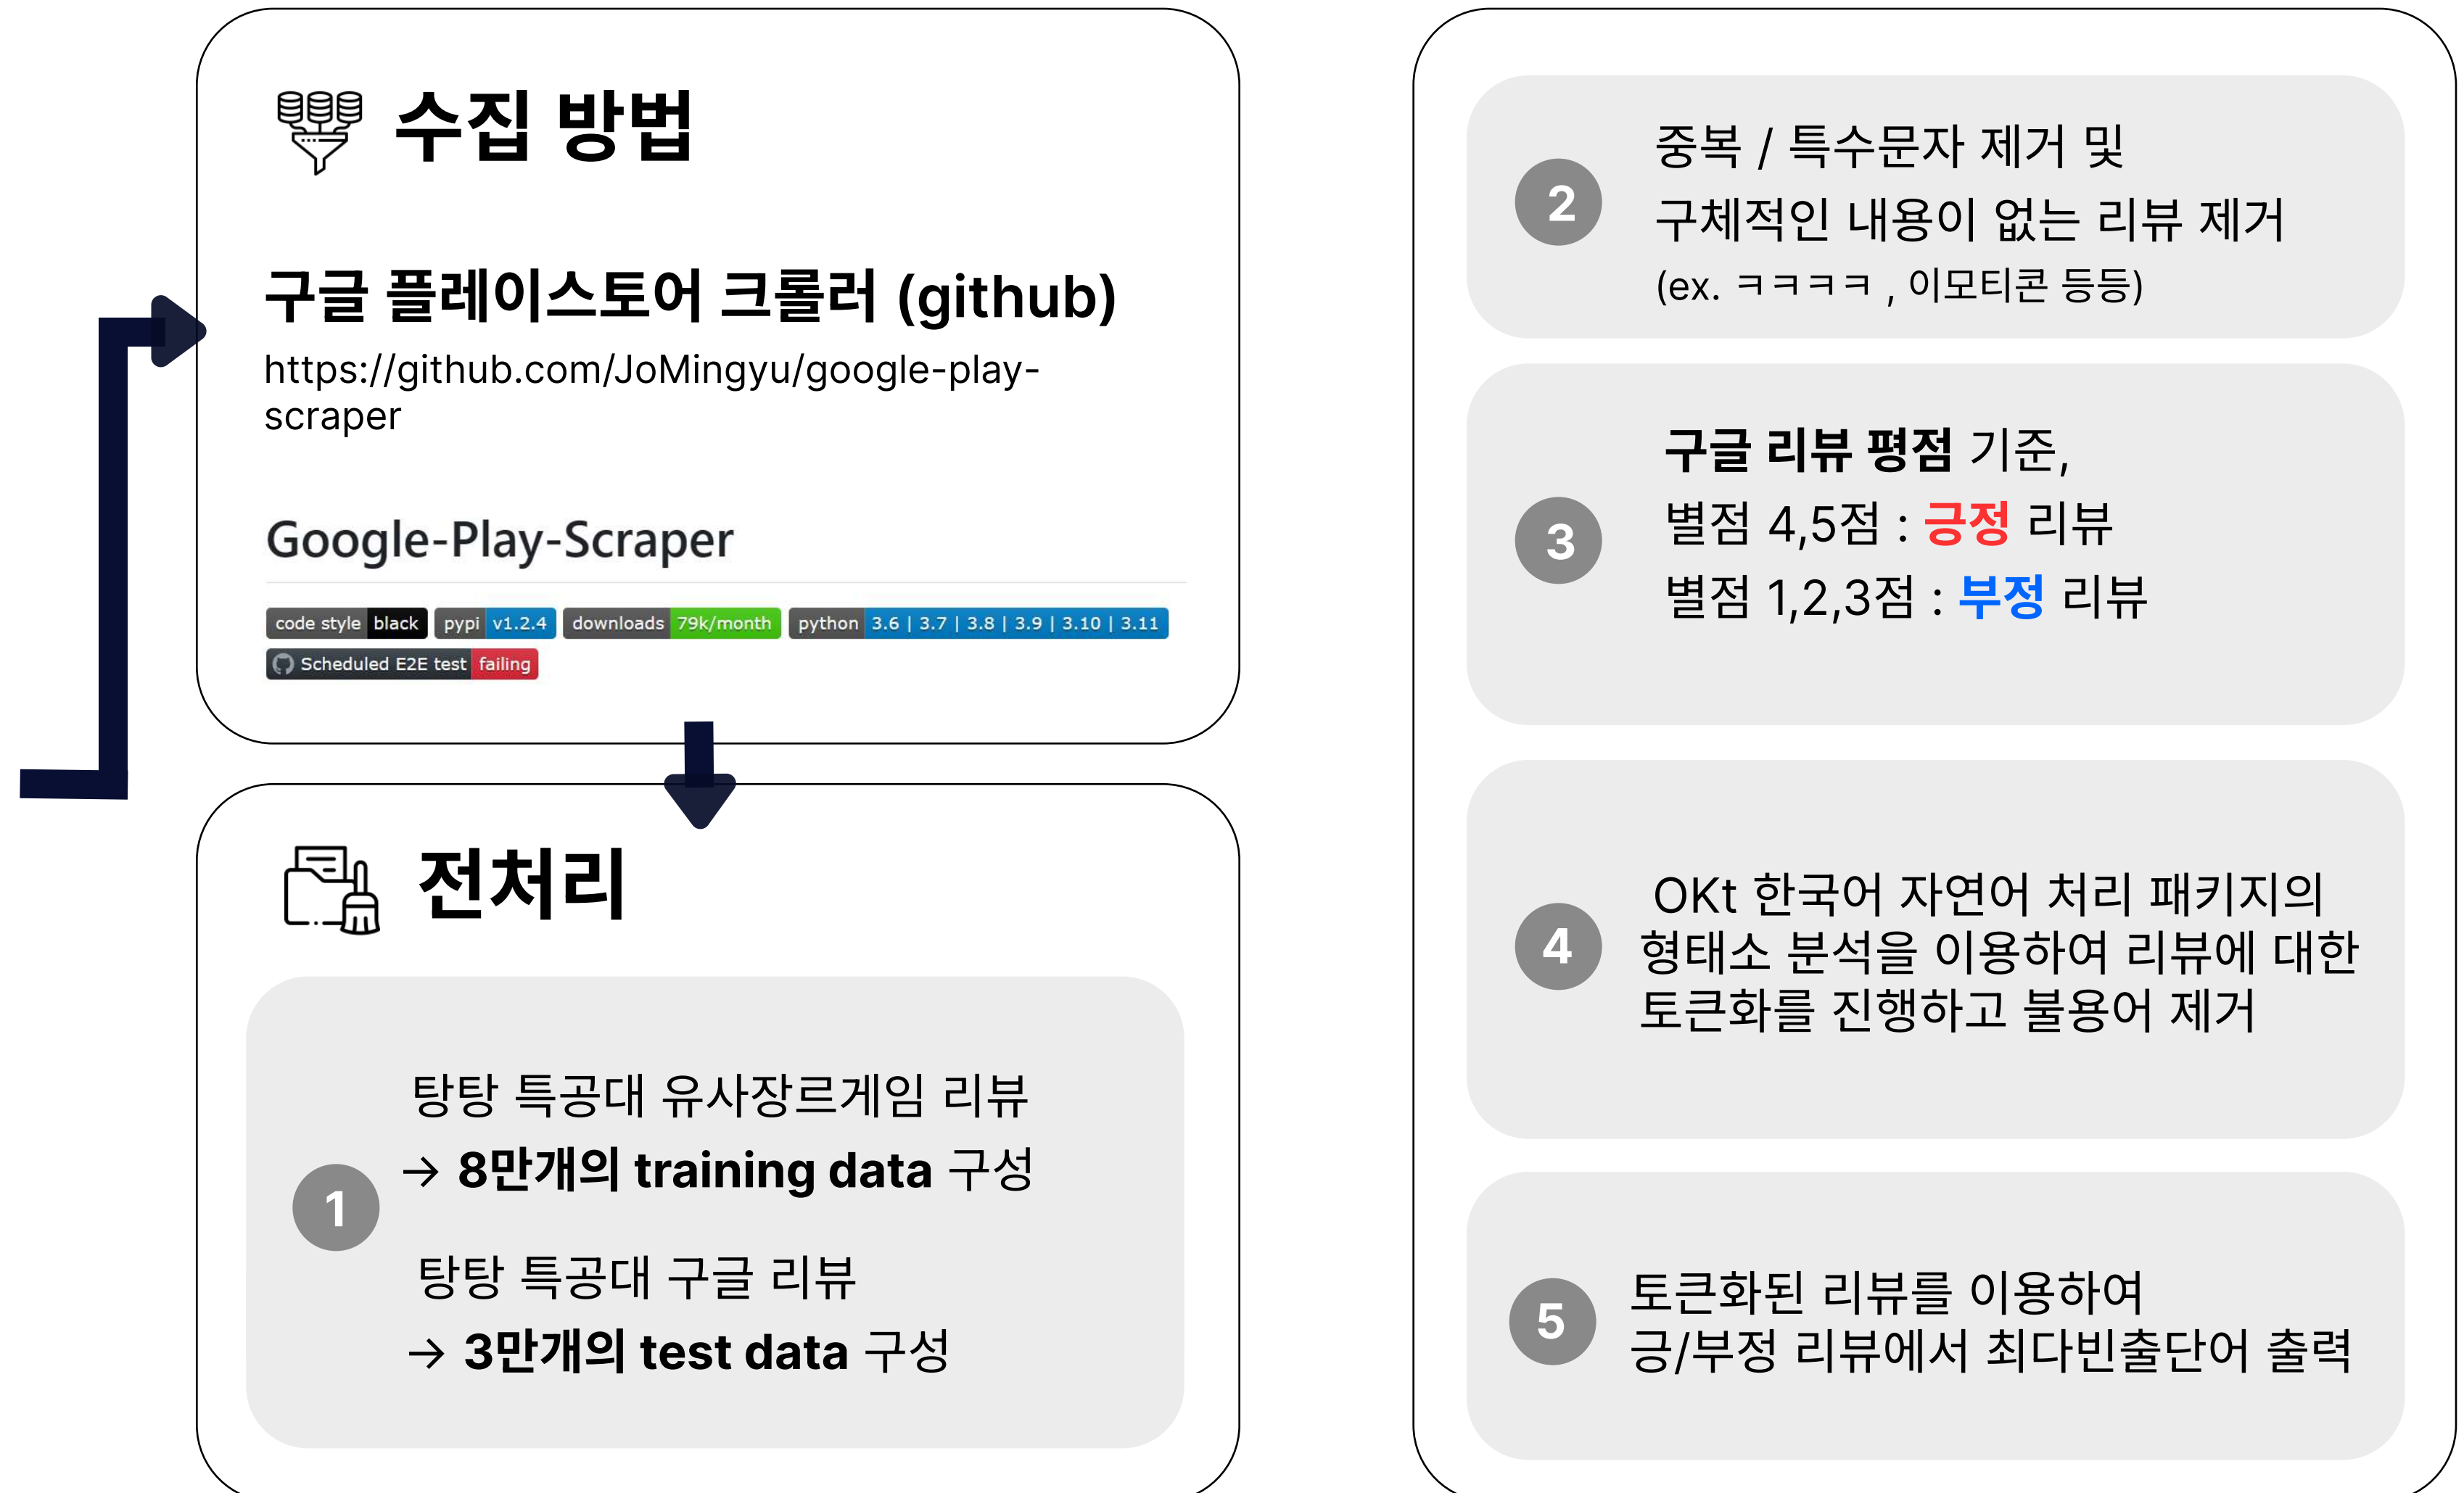 수집 방법
구글 플레이스토어 크롤러 (github)
https://github.com/JoMingyu/google-play-
scraper
Google-Play-Scraper
code style black pypi v1.2.4 downloads 79k/month python 3.6 | 3.7 | 3.8 | 3.9 | 3.10 | 3.11
Scheduled E2E test failing
전처리
1
탕탕 특공대 유사장르게임 리뷰
→ 8만개의 training data 구성
탕탕 특공대 구글 리뷰
→ 3만개의 test data 구성
2
중복 / 특수문자 제거 및
구체적인 내용이 없는 리뷰 제거
(ex. ㅋㅋㅋㅋ , 이모티콘 등등)
3
구글 리뷰 평점 기준,
별점 4,5점 : 긍정 리뷰
별점 1,2,3점 : 부정 리뷰
4
OKt 한국어 자연어 처리 패키지의
형태소 분석을 이용하여 리뷰에 대한
토큰화를 진행하고 불용어 제거
5
토큰화된 리뷰를 이용하여
긍/부정 리뷰에서 최다빈출단어 출력